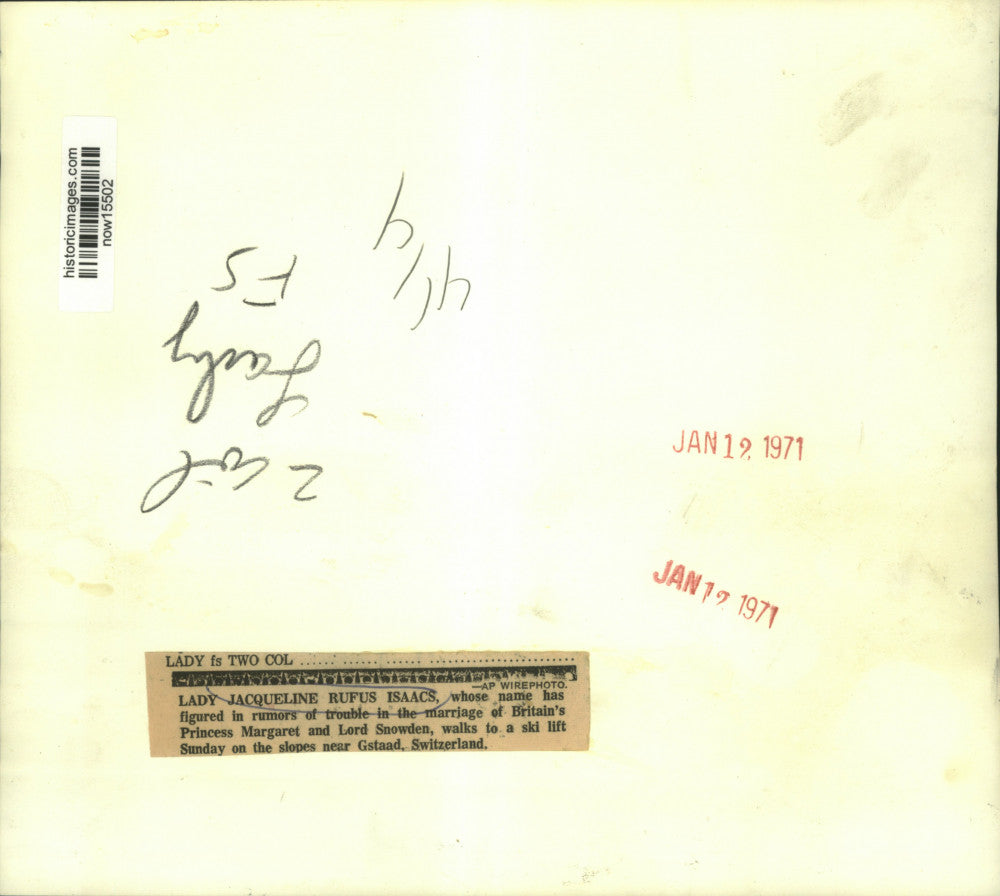 historicimages.com
now15502
2 col
Lady
FS
JAN 12 1971
JAN 12 1971
LADY fs TWO COL ........................................
—AP WIREPHOTO.
LADY JACQUELINE RUFUS ISAACS, whose name has
figured in rumors of trouble in the marriage of Britain's
Princess Margaret and Lord Snowden, walks to a ski lift
Sunday on the slopes near Gstaad, Switzerland.